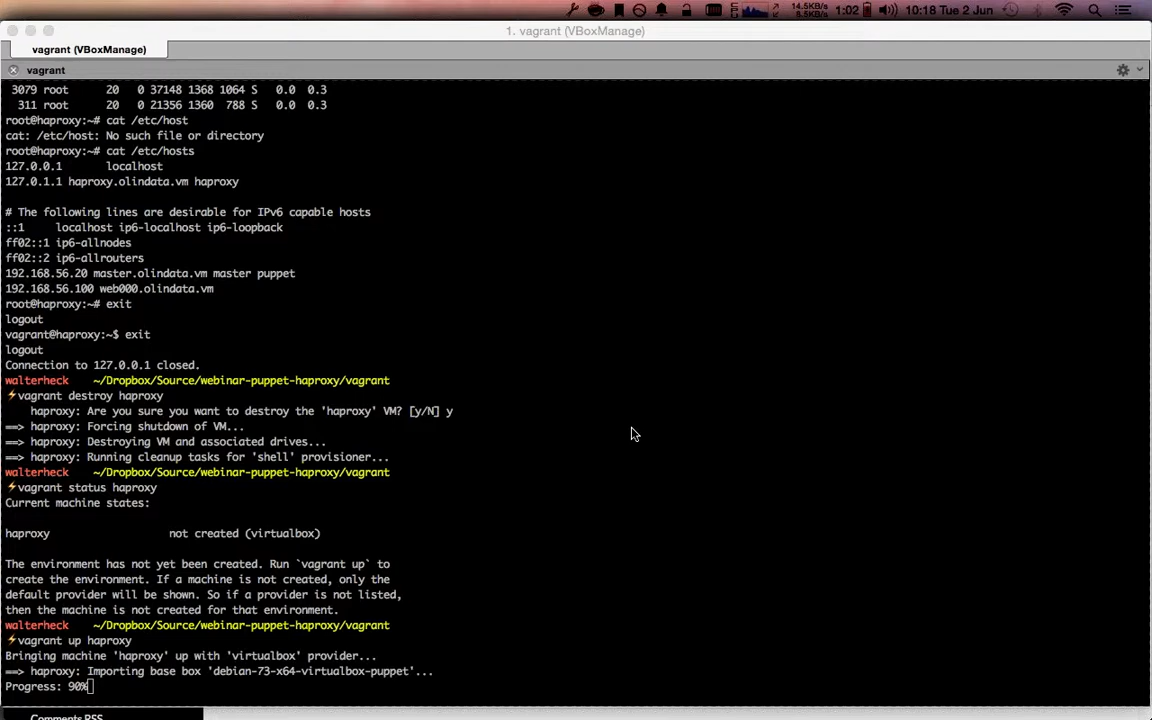 14.5KB/s
8.5KB/s
1:02
10:18 Tue 2 Jun
1. vagrant (VBoxManage)
vagrant (VBoxManage)
vagrant
3079 root      20   0 37148 1368 1064 S   0.0  0.3
311 root      20   0 21356 1360  788 S   0.0  0.3
root@haproxy:~# cat /etc/host
cat: /etc/host: No such file or directory
root@haproxy:~# cat /etc/hosts
127.0.0.1       localhost
127.0.1.1 haproxy.olindata.vm haproxy
# The following lines are desirable for IPv6 capable hosts
::1     localhost ip6-localhost ip6-loopback
ff02::1 ip6-allnodes
ff02::2 ip6-allrouters
192.168.56.20 master.olindata.vm master puppet
192.168.56.100 web000.olindata.vm
root@haproxy:~# exit
logout
vagrant@haproxy:~$ exit
logout
Connection to 127.0.0.1 closed.
walterheck   ~/Dropbox/Source/webinar-puppet-haproxy/vagrant
⚡vagrant destroy haproxy
haproxy: Are you sure you want to destroy the 'haproxy' VM? [y/N] y
==> haproxy: Forcing shutdown of VM...
==> haproxy: Destroying VM and associated drives...
==> haproxy: Running cleanup tasks for 'shell' provisioner...
walterheck   ~/Dropbox/Source/webinar-puppet-haproxy/vagrant
⚡vagrant status haproxy
Current machine states:
haproxy                   not created (virtualbox)
The environment has not yet been created. Run `vagrant up` to
create the environment. If a machine is not created, only the
default provider will be shown. So if a provider is not listed,
then the machine is not created for that environment.
walterheck   ~/Dropbox/Source/webinar-puppet-haproxy/vagrant
⚡vagrant up haproxy
Bringing machine 'haproxy' up with 'virtualbox' provider...
==> haproxy: Importing base box 'debian-73-x64-virtualbox-puppet'...
Progress: 90%
Comments RSS